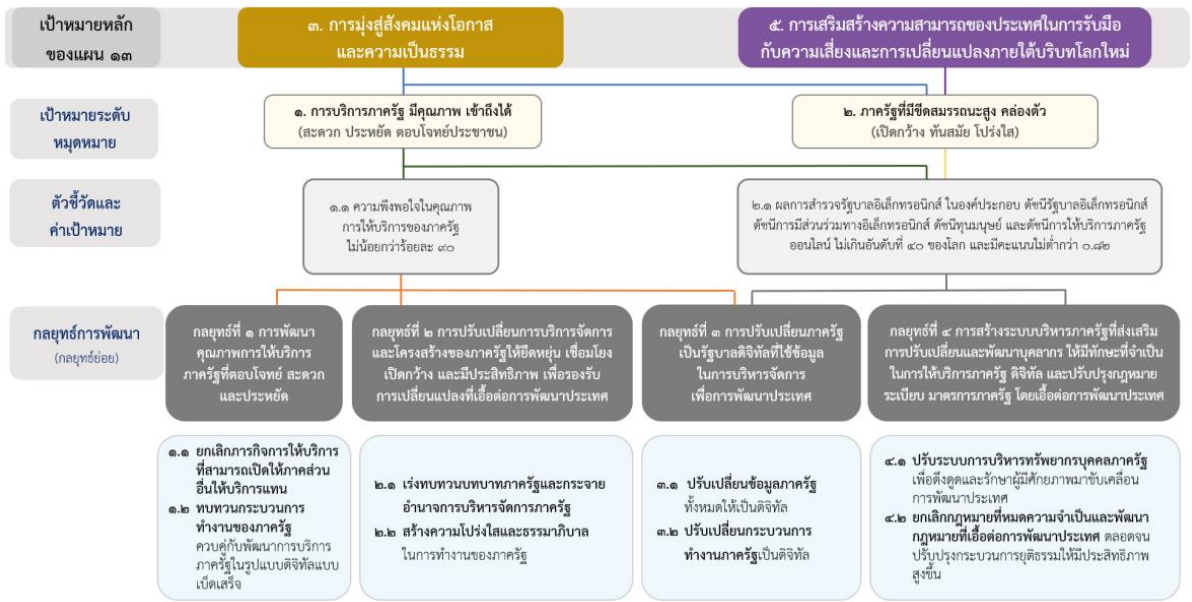 เป้าหมายหลัก
ของแผน ๑๓
๓. การมุ่งสู่สังคมแห่งโอกาส
และความเป็นธรรม
๕. การเสริมสร้างความสามารถของประเทศในการรับมือ
กับความเสี่ยงและการเปลี่ยนแปลงภายใต้บริบทโลกใหม่
เป้าหมายระดับ
หมุดหมาย
๑. การบริการภาครัฐ มีคุณภาพ เข้าถึงได้
(สะดวก ประหยัด ตอบโจทย์ประชาชน)
๒. ภาครัฐที่มีขีดสมรรถนะสูง คล่องตัว
(เปิดกว้าง ทันสมัย โปร่งใส)
ตัวชี้วัดและ
ค่าเป้าหมาย
๑.๑ ความพึงพอใจในคุณภาพ
การให้บริการของภาครัฐ
ไม่น้อยกว่าร้อยละ ๙๐
๒.๑ ผลการสำรวจรัฐบาลอิเล็กทรอนิกส์ ในองค์ประกอบ ดัชนีรัฐบาลอิเล็กทรอนิกส์
ดัชนีการมีส่วนร่วมทางอิเล็กทรอนิกส์ ดัชนีทุนมนุษย์ และดัชนีการให้บริการภาครัฐ
ออนไลน์ ไม่เกินอันดับที่ ๔๐ ของโลก และมีคะแนนไม่ต่ำกว่า ๐.๘๒
กลยุทธ์การพัฒนา
(กลยุทธ์ย่อย)
กลยุทธ์ที่ ๑ การพัฒนา
คุณภาพการให้บริการ
ภาครัฐที่ตอบโจทย์ สะดวก
และประหยัด
กลยุทธ์ที่ ๒ การปรับเปลี่ยนการบริการจัดการ
และโครงสร้างของภาครัฐให้ยืดหยุ่น เชื่อมโยง
เปิดกว้าง และมีประสิทธิภาพ เพื่อรองรับ
การเปลี่ยนแปลงที่เอื้อต่อการพัฒนาประเทศ
กลยุทธ์ที่ ๓ การปรับเปลี่ยนภาครัฐ
เป็นรัฐบาลดิจิทัลที่ใช้ข้อมูล
ในการบริหารจัดการ
เพื่อการพัฒนาประเทศ
กลยุทธ์ที่ ๔ การสร้างระบบบริหารภาครัฐที่ส่งเสริม
การปรับเปลี่ยนและพัฒนาบุคลากร ให้มีทักษะที่จำเป็น
ในการให้บริการภาครัฐ ดิจิทัล และปรับปรุงกฎหมาย
ระเบียบ มาตรการภาครัฐ โดยเอื้อต่อการพัฒนาประเทศ
๑.๑ ยกเลิกภารกิจการให้บริการ
ที่สามารถเปิดให้ภาคส่วน
อื่นให้บริการแทน
๑.๒ ทบทวนกระบวนการ
ทำงานของภาครัฐ
ควบคู่กับพัฒนาการบริการ
ภาครัฐในรูปแบบดิจิทัลแบบ
เบ็ดเสร็จ
๒.๑ เร่งทบทวนบทบาทภาครัฐและกระจาย
อำนาจการบริหารจัดการภาครัฐ
๒.๒ สร้างความโปร่งใสและธรรมาภิบาล
ในการทำงานของภาครัฐ
๓.๑ ปรับเปลี่ยนข้อมูลภาครัฐ
ทั้งหมดให้เป็นดิจิทัล
๓.๒ ปรับเปลี่ยนกระบวนการ
ทำงานภาครัฐเป็นดิจิทัล
๔.๑ ปรับระบบการบริหารทรัพยากรบุคคลภาครัฐ
เพื่อดึงดูดและรักษาผู้มีศักยภาพมาขับเคลื่อน
การพัฒนาประเทศ
๔.๒ ยกเลิกกฎหมายที่หมดความจำเป็นและพัฒนา
กฎหมายที่เอื้อต่อการพัฒนาประเทศ ตลอดจน
ปรับปรุงกระบวนการยุติธรรมให้มีประสิทธิภาพ
สูงขึ้น